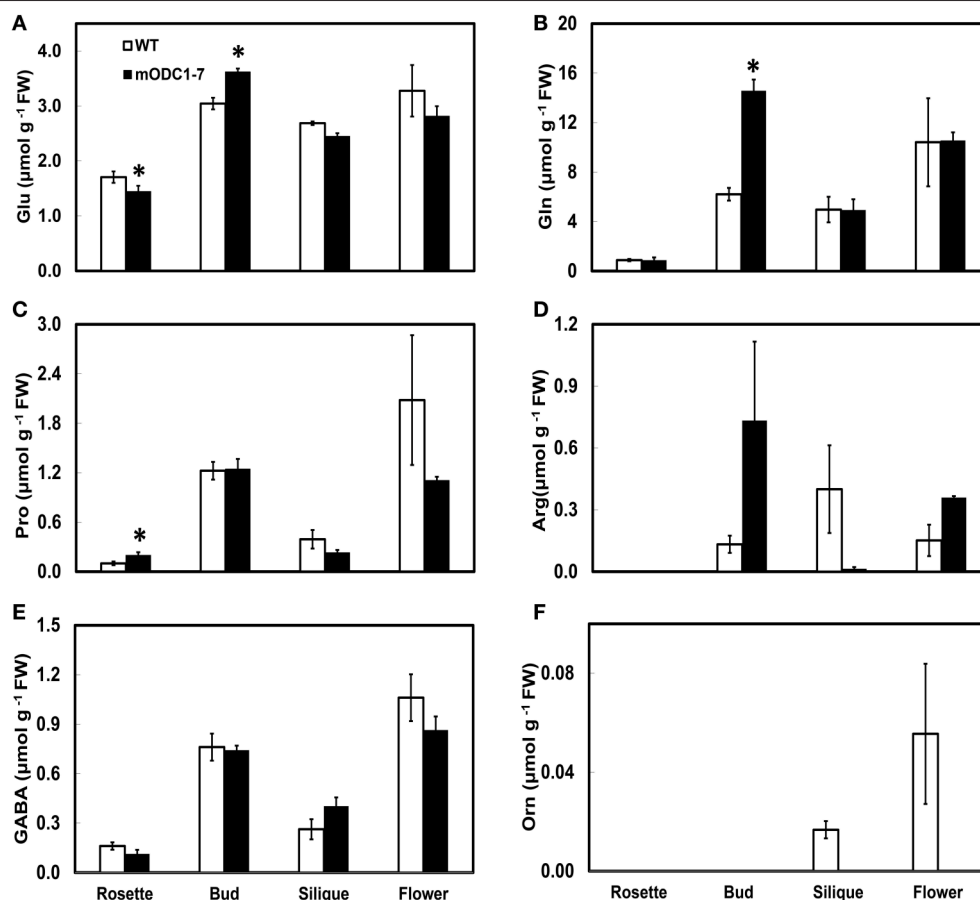 A
WT
mODC1-7
*
*
Glu (µmol g -1 FW)
4.0
3.0
2.0
1.0
0.0
B
*
Gln (µmol g -1 FW)
20
16
12
8
4
0
C
*
Pro (µmol g -1 FW)
3.0
2.4
1.8
1.2
0.6
0.0
D
Arg(µmol g -1 FW)
1.2
0.9
0.6
0.3
0.0
E
GABA (µmol g -1 FW)
1.5
1.2
0.9
0.6
0.3
0.0
Rosette Bud Silique Flower
F
Orn (µmol g -1 FW)
0.08
0.04
0.00
Rosette Bud Silique Flower